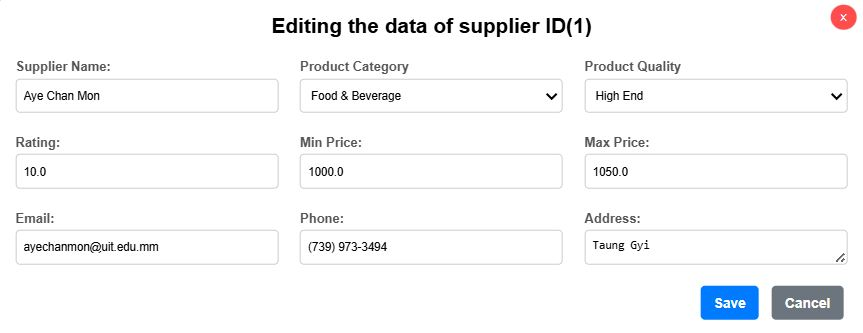 Editing the data of supplier ID(1)
x
Supplier Name: Product Category Product Quality
Aye Chan Mon Food & Beverage High End
Rating: Min Price: Max Price:
10.0 1000.0 1050.0
Email: Phone: Address:
ayechanmon@uit.edu.mm (739) 973-3494 Taung Gyi
Save Cancel